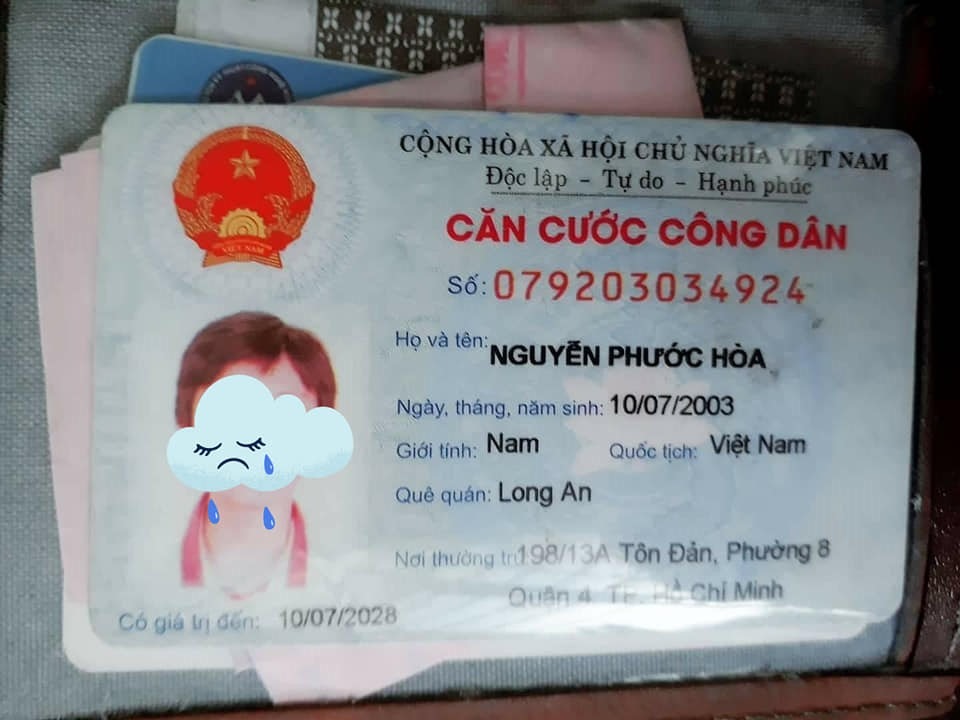 CỘNG HÒA XÃ HỘI CHỦ NGHĨA VIỆT NAM
Độc lập - Tự do - Hạnh phúc
CĂN CƯỚC CÔNG DÂN
VIỆT NAM
Số: 079203034924
Họ và tên: NGUYỄN PHƯỚC HÒA
Ngày, tháng, năm sinh: 10/07/2003
Giới tính: Nam Quốc tịch: Việt Nam
Quê quán: Long An
Nơi thường trú 198/13A Tôn Đản, Phường 8
Quận 4, TP. Hồ Chí Minh
Có giá trị đến: 10/07/2028